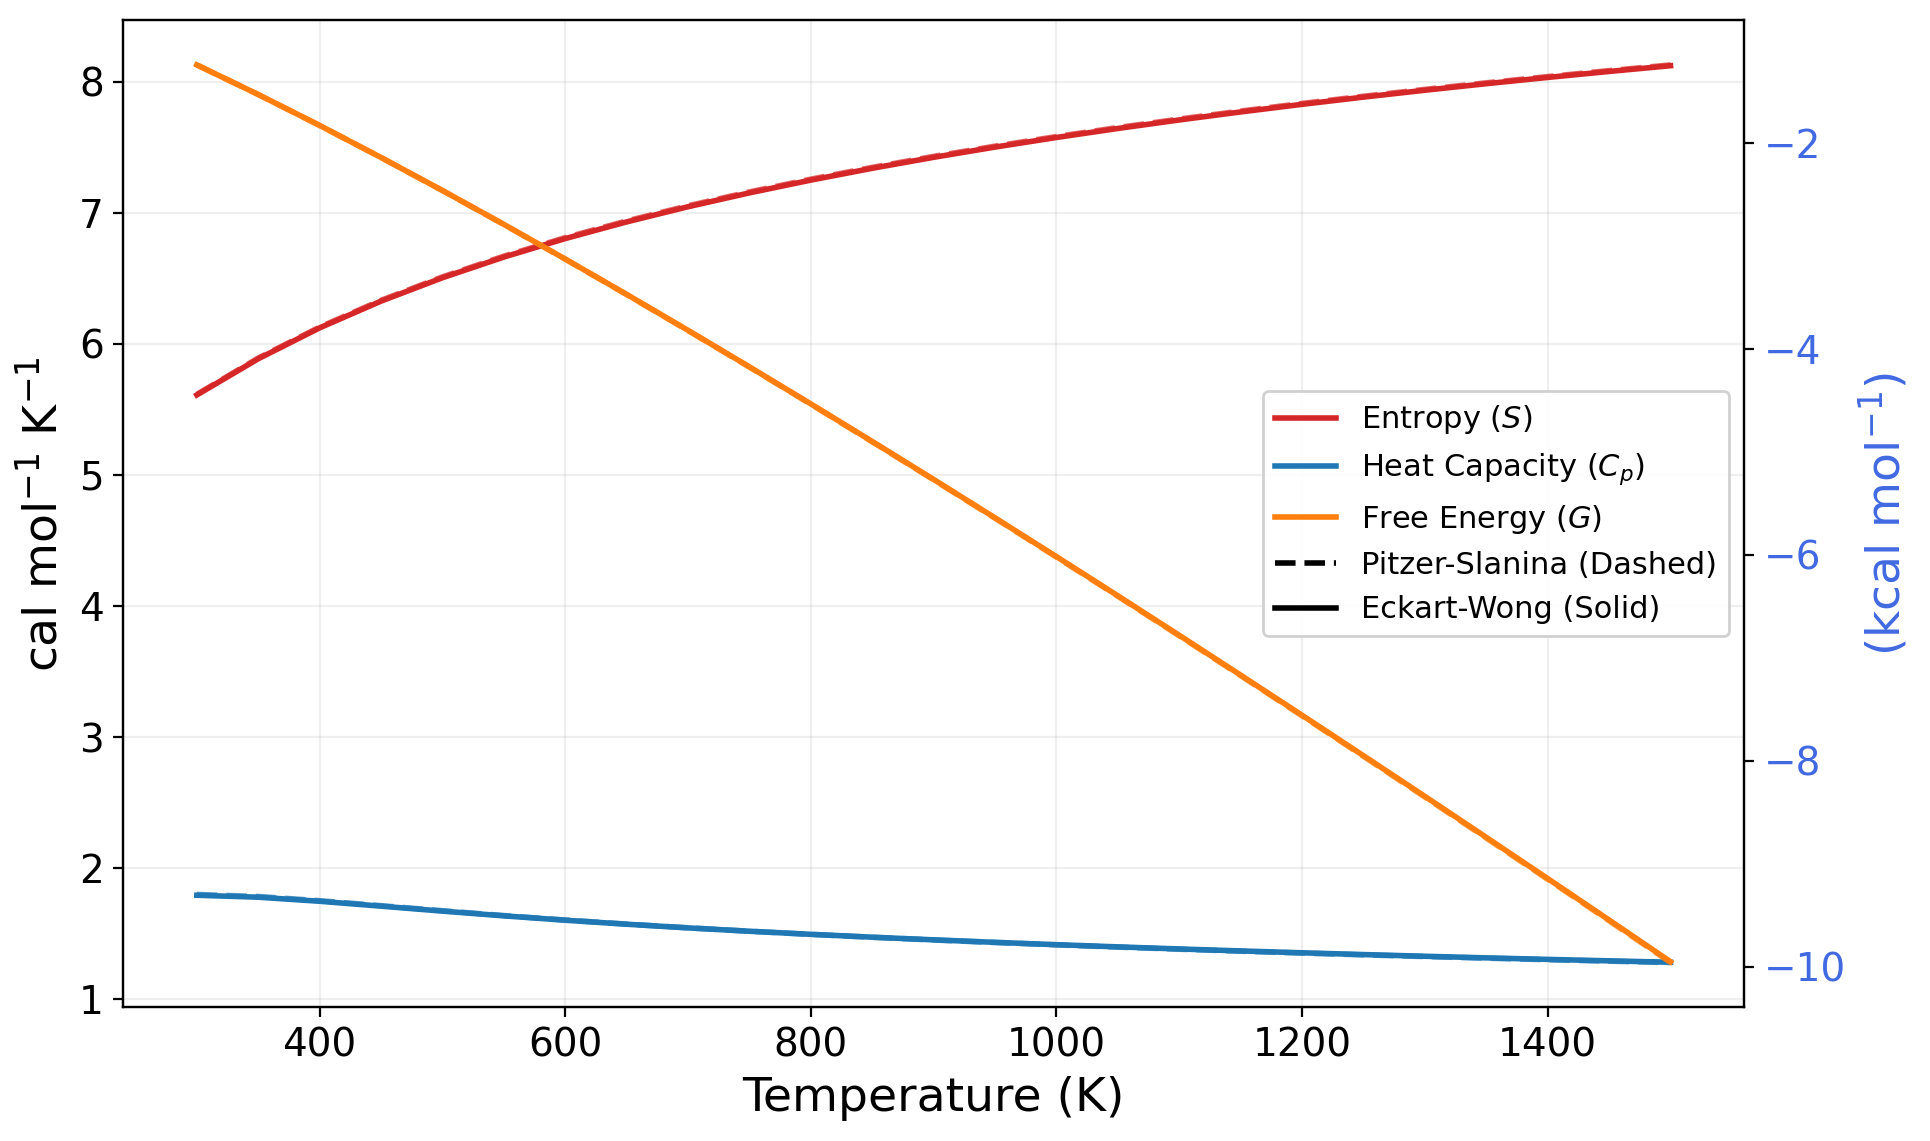 8
7
6
5
4
3
2
1
cal mol⁻¹ K⁻¹
−2
−4
−6
−8
−10
(kcal mol⁻¹)
Entropy (S)
Heat Capacity (Cₚ)
Free Energy (G)
Pitzer-Slanina (Dashed)
Eckart-Wong (Solid)
400 600 800 1000 1200 1400
Temperature (K)